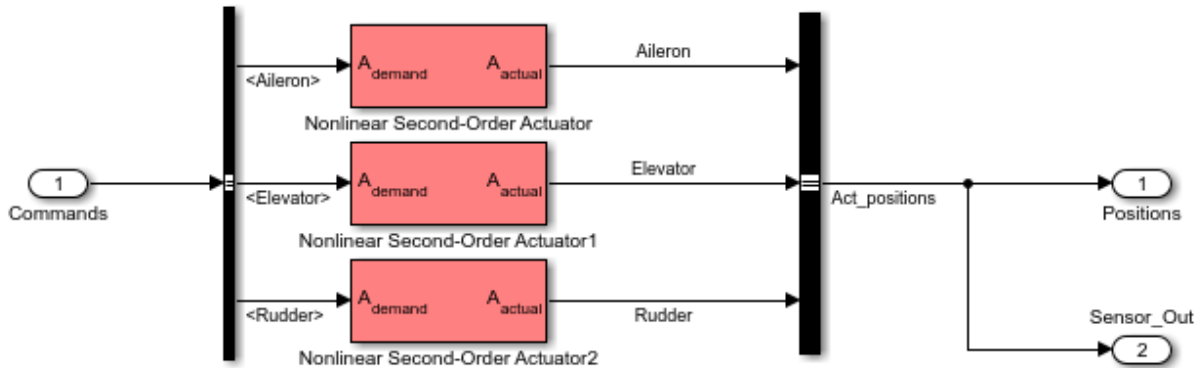 Aileron
<Aileron>
A_demand
A_actual
Nonlinear Second-Order Actuator
1
Commands
Elevator
<Elevator>
A_demand
A_actual
Nonlinear Second-Order Actuator1
Act_positions
1
Positions
Rudder
<Rudder>
A_demand
A_actual
Nonlinear Second-Order Actuator2
Sensor_Out
2